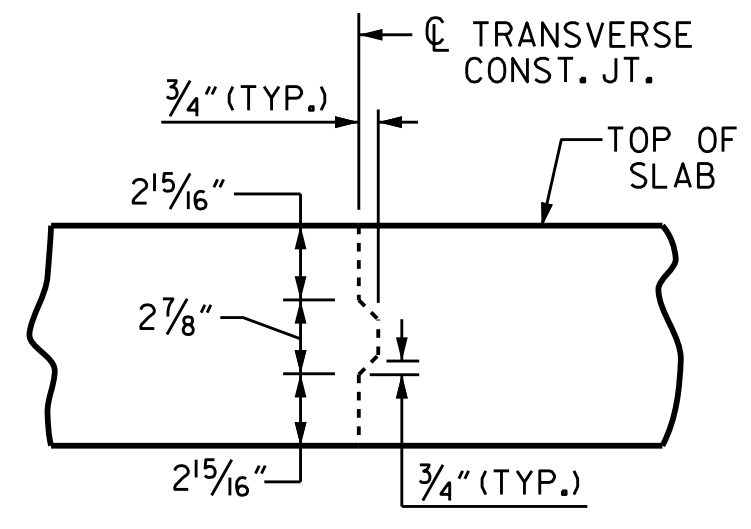 ℄ TRANSVERSE
CONST. JT.
3/4" (TYP.)
TOP OF
SLAB
2 15/16"
2 7/8"
2 15/16"
3/4" (TYP.)